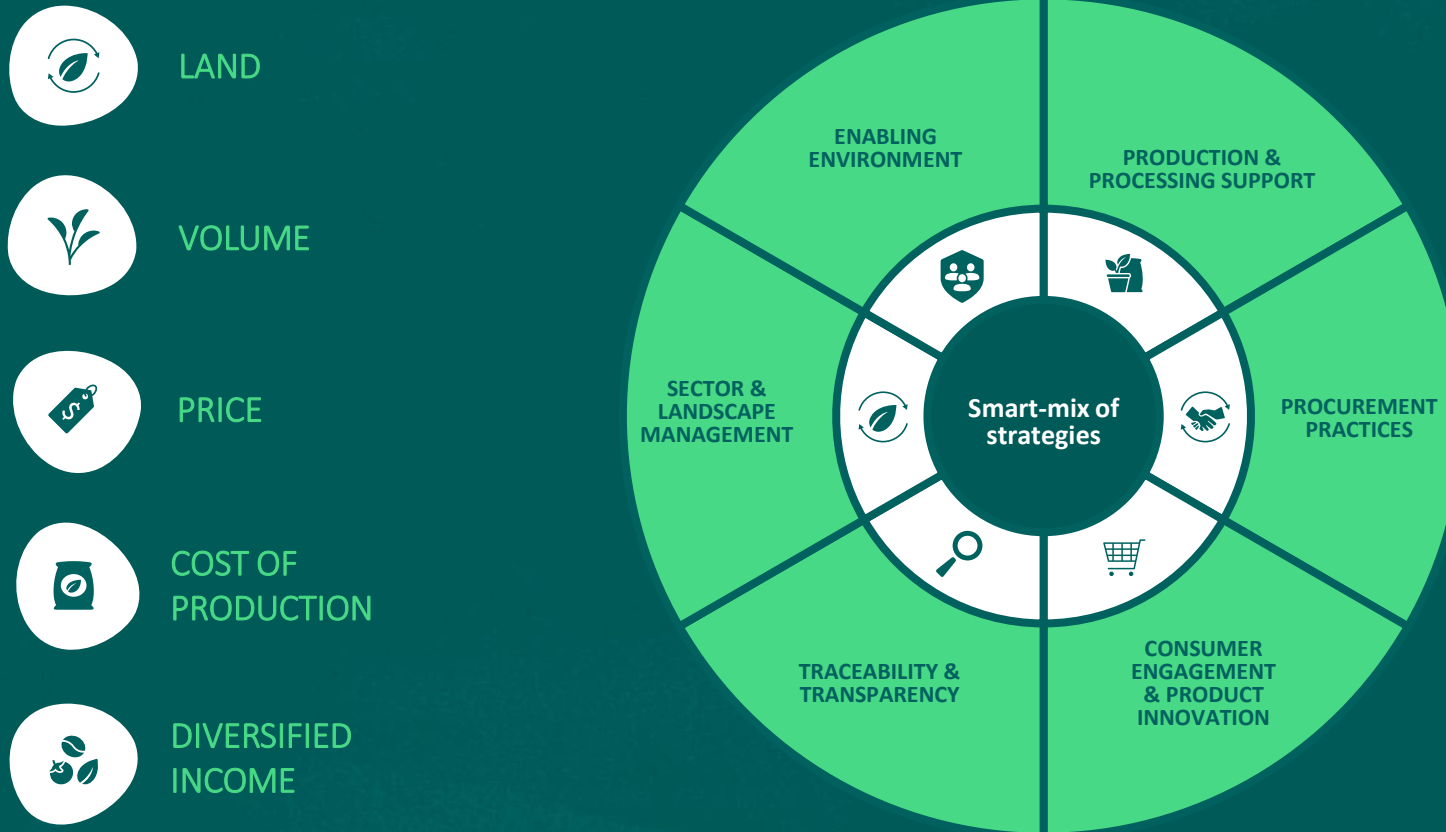 LAND
VOLUME
PRICE
COST OF
PRODUCTION
DIVERSIFIED
INCOME
ENABLING
ENVIRONMENT
PRODUCTION &
PROCESSING SUPPORT
SECTOR &
LANDSCAPE
MANAGEMENT
Smart-mix of
strategies
PROCUREMENT
PRACTICES
TRACEABILITY &
TRANSPARENCY
CONSUMER
ENGAGEMENT
& PRODUCT
INNOVATION